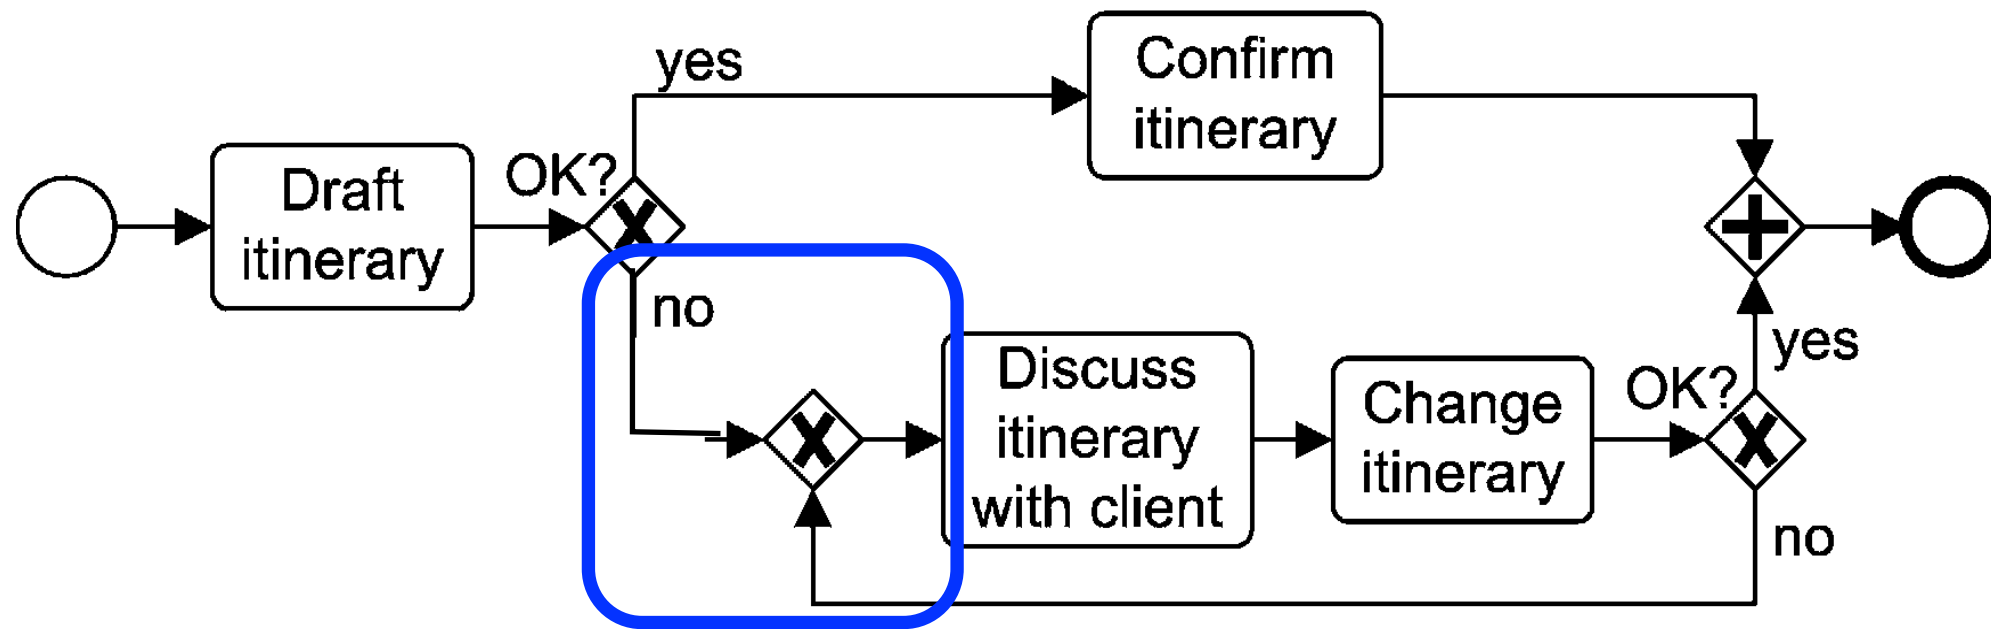 yes
Confirm
itinerary
Draft
itinerary
OK?
no
Discuss
itinerary
with client
Change
itinerary
OK?
yes
no